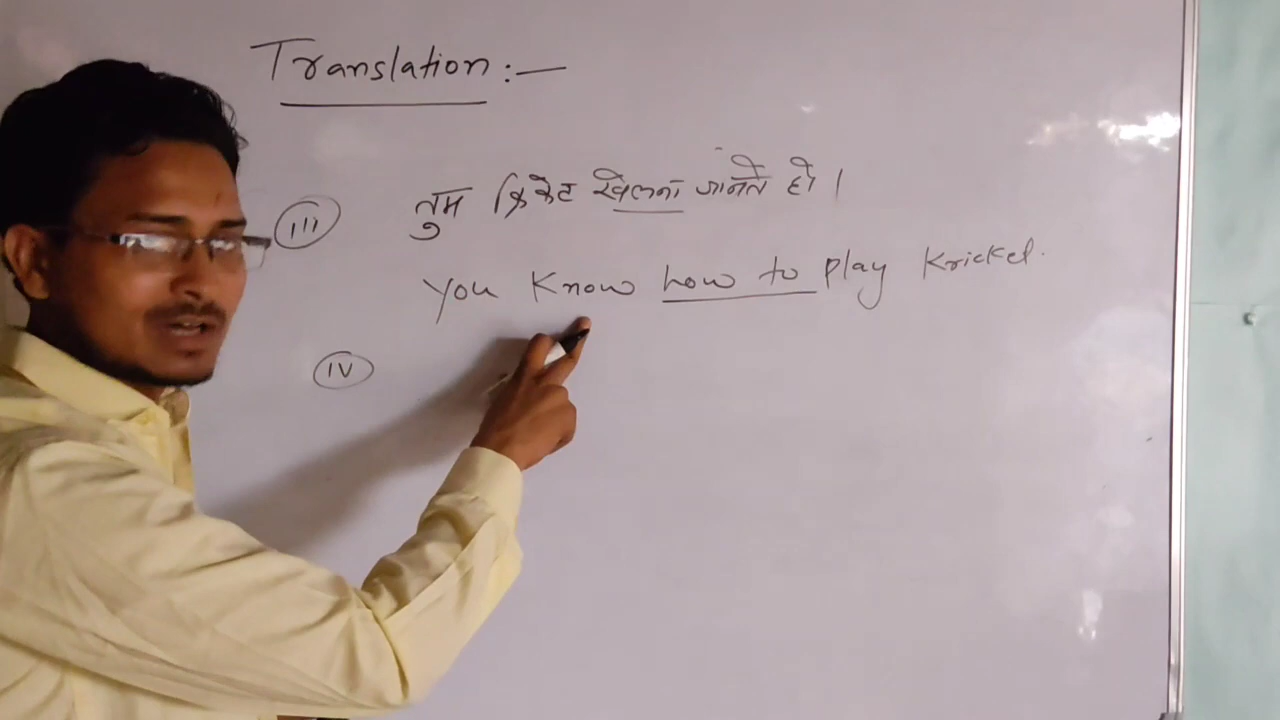 Translation :—
(iii) तुम क्रिकेट खेलना जानते हो।
you Know how to play Kricket.
(iv)